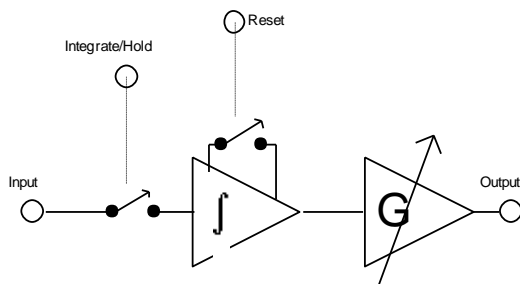 Reset
Integrate/Hold
Input
∫
G
Output